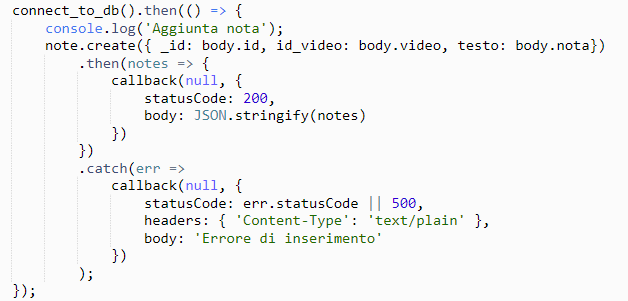 connect_to_db().then(() => {
    console.log('Aggiunta nota');
    note.create({ _id: body.id, id_video: body.video, testo: body.nota})
        .then(notes => {
            callback(null, {
                statusCode: 200,
                body: JSON.stringify(notes)
            })
        })
        .catch(err =>
            callback(null, {
                statusCode: err.statusCode || 500,
                headers: { 'Content-Type': 'text/plain' },
                body: 'Errore di inserimento'
            })
        );
});